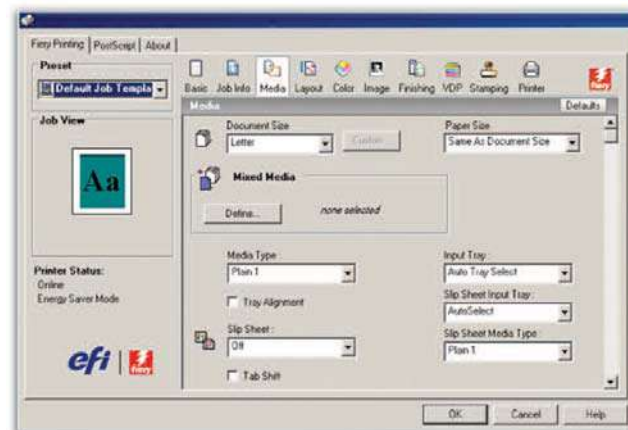 Fiery Printing PostScript About
Preset
Default Job Templa
Job View
Aa
Printer Status:
Online
Energy Saver Mode
efi fiery
Basic Job Info Media Layout Color Image Finishing VDP Stamping Printer
fiery
Media Defaults
Document Size Paper Size
Letter Custom... Same As Document Size
Mixed Media
Define... none selected
Media Type : Input Tray :
Plain 1 Auto Tray Select
Tray Alignment Slip Sheet Input Tray :
AutoSelect
Slip Sheet : Slip Sheet Media Type :
Off Plain 1
Tab Shift
OK Cancel Help